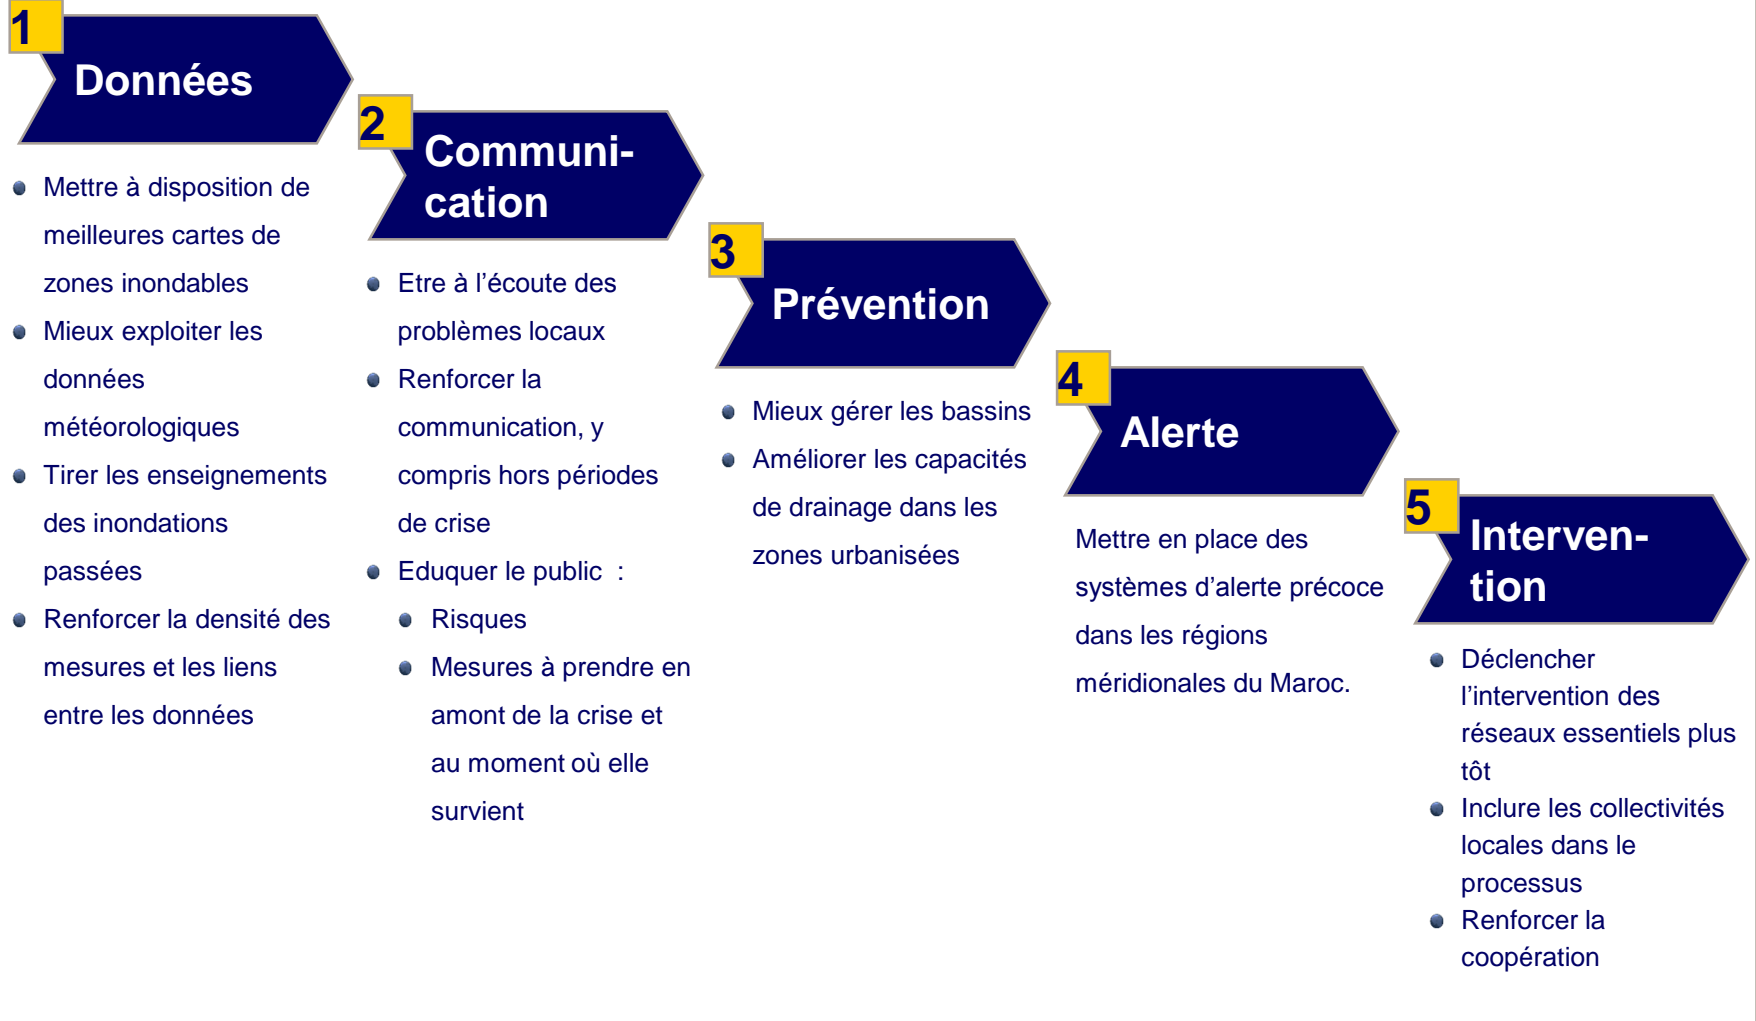 1
Données
Mettre à disposition de
meilleures cartes de
zones inondables
Mieux exploiter les
données
météorologiques
Tirer les enseignements
des inondations
passées
Renforcer la densité des
mesures et les liens
entre les données
2
Communi-
cation
Etre à l’écoute des
problèmes locaux
Renforcer la
communication, y
compris hors périodes
de crise
Eduquer le public :
Risques
Mesures à prendre en
amont de la crise et
au moment où elle
survient
3
Prévention
Mieux gérer les bassins
Améliorer les capacités
de drainage dans les
zones urbanisées
4
Alerte
Mettre en place des
systèmes d’alerte précoce
dans les régions
méridionales du Maroc.
5
Interven-
tion
Déclencher
l’intervention des
réseaux essentiels plus
tôt
Inclure les collectivités
locales dans le
processus
Renforcer la
coopération